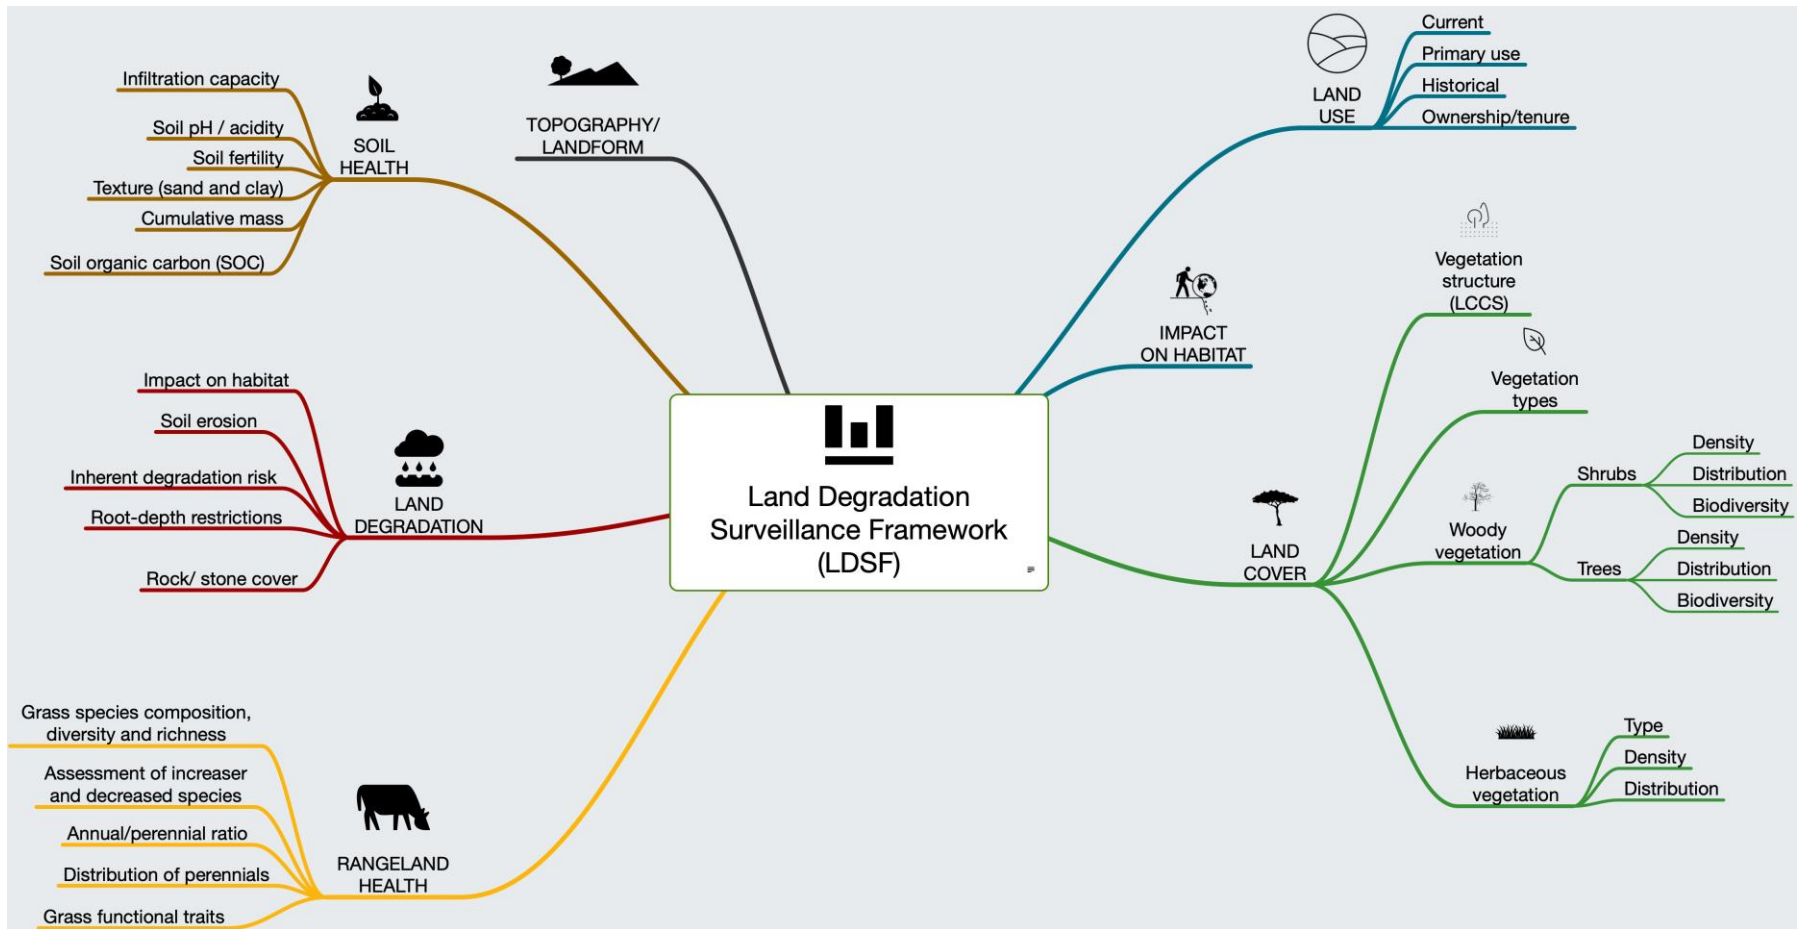 Infiltration capacity
Soil pH / acidity
Soil fertility
Texture (sand and clay)
Cumulative mass
Soil organic carbon (SOC)
SOIL
HEALTH
TOPOGRAPHY/
LANDFORM
LAND
USE
Current
Primary use
Historical
Ownership/tenure
IMPACT
ON HABITAT
Impact on habitat
Soil erosion
Inherent degradation risk
Root-depth restrictions
Rock/ stone cover
LAND
DEGRADATION
Land Degradation
Surveillance Framework
(LDSF)
LAND
COVER
Vegetation
structure
(LCCS)
Vegetation
types
Woody
vegetation
Shrubs
Density
Distribution
Biodiversity
Trees
Density
Distribution
Biodiversity
Herbaceous
vegetation
Type
Density
Distribution
Grass species composition,
diversity and richness
Assessment of increaser
and decreased species
Annual/perennial ratio
Distribution of perennials
Grass functional traits
RANGELAND
HEALTH